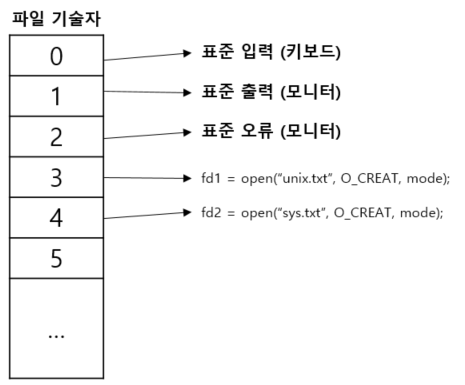 파일 기술자
0
표준 입력 (키보드)
1
표준 출력 (모니터)
2
표준 오류 (모니터)
3
fd1 = open(“unix.txt”, O_CREAT, mode);
4
fd2 = open(“sys.txt”, O_CREAT, mode);
5
...